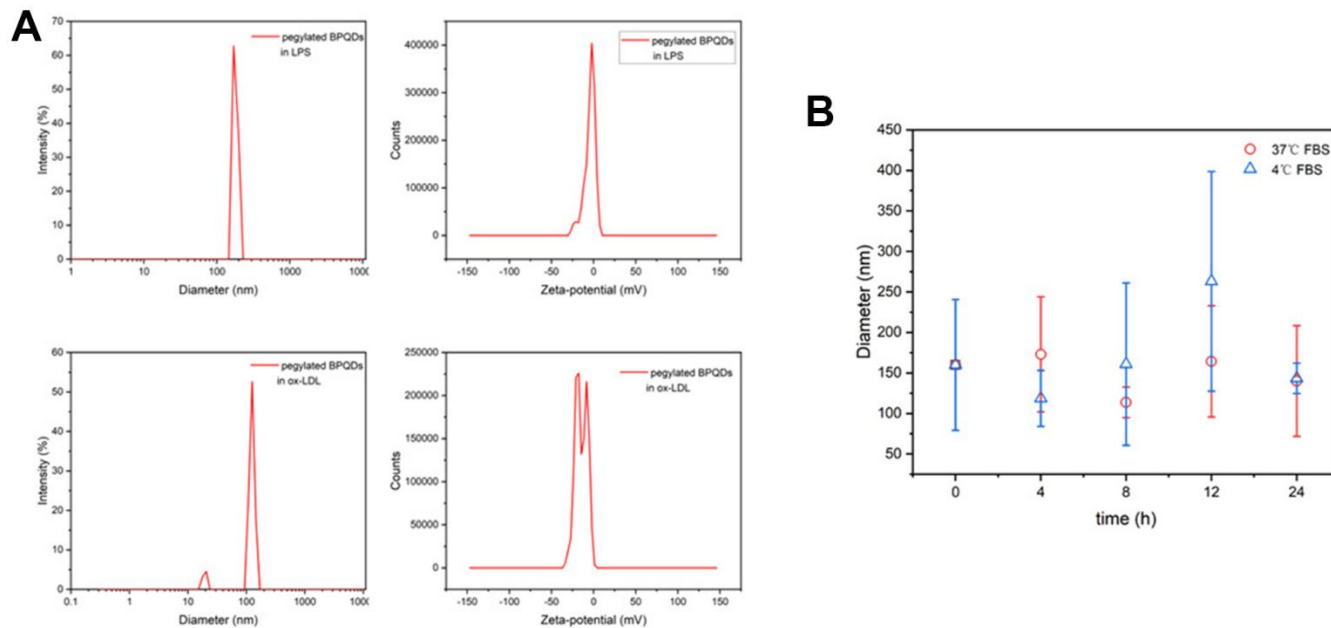 A
70
60
50
40
30
20
10
0
Intensity (%)
pegylated BPQDs
in LPS
1 10 100 1000 1000
Diameter (nm)
400000
300000
200000
100000
0
Counts
pegylated BPQDs
in LPS
-150 -100 -50 0 50 100 150
Zeta-potential (mV)
60
50
40
30
20
10
0
Intensity (%)
pegylated BPQDs
in ox-LDL
0.1 1 10 100 1000 1000
Diameter (nm)
250000
200000
150000
100000
50000
0
Counts
pegylated BPQDs
in ox-LDL
-150 -100 -50 0 50 100 150
Zeta-potential (mV)
B
450
400
350
300
250
200
150
100
50
Diameter (nm)
37℃ FBS
4℃ FBS
0 4 8 12 24
time (h)